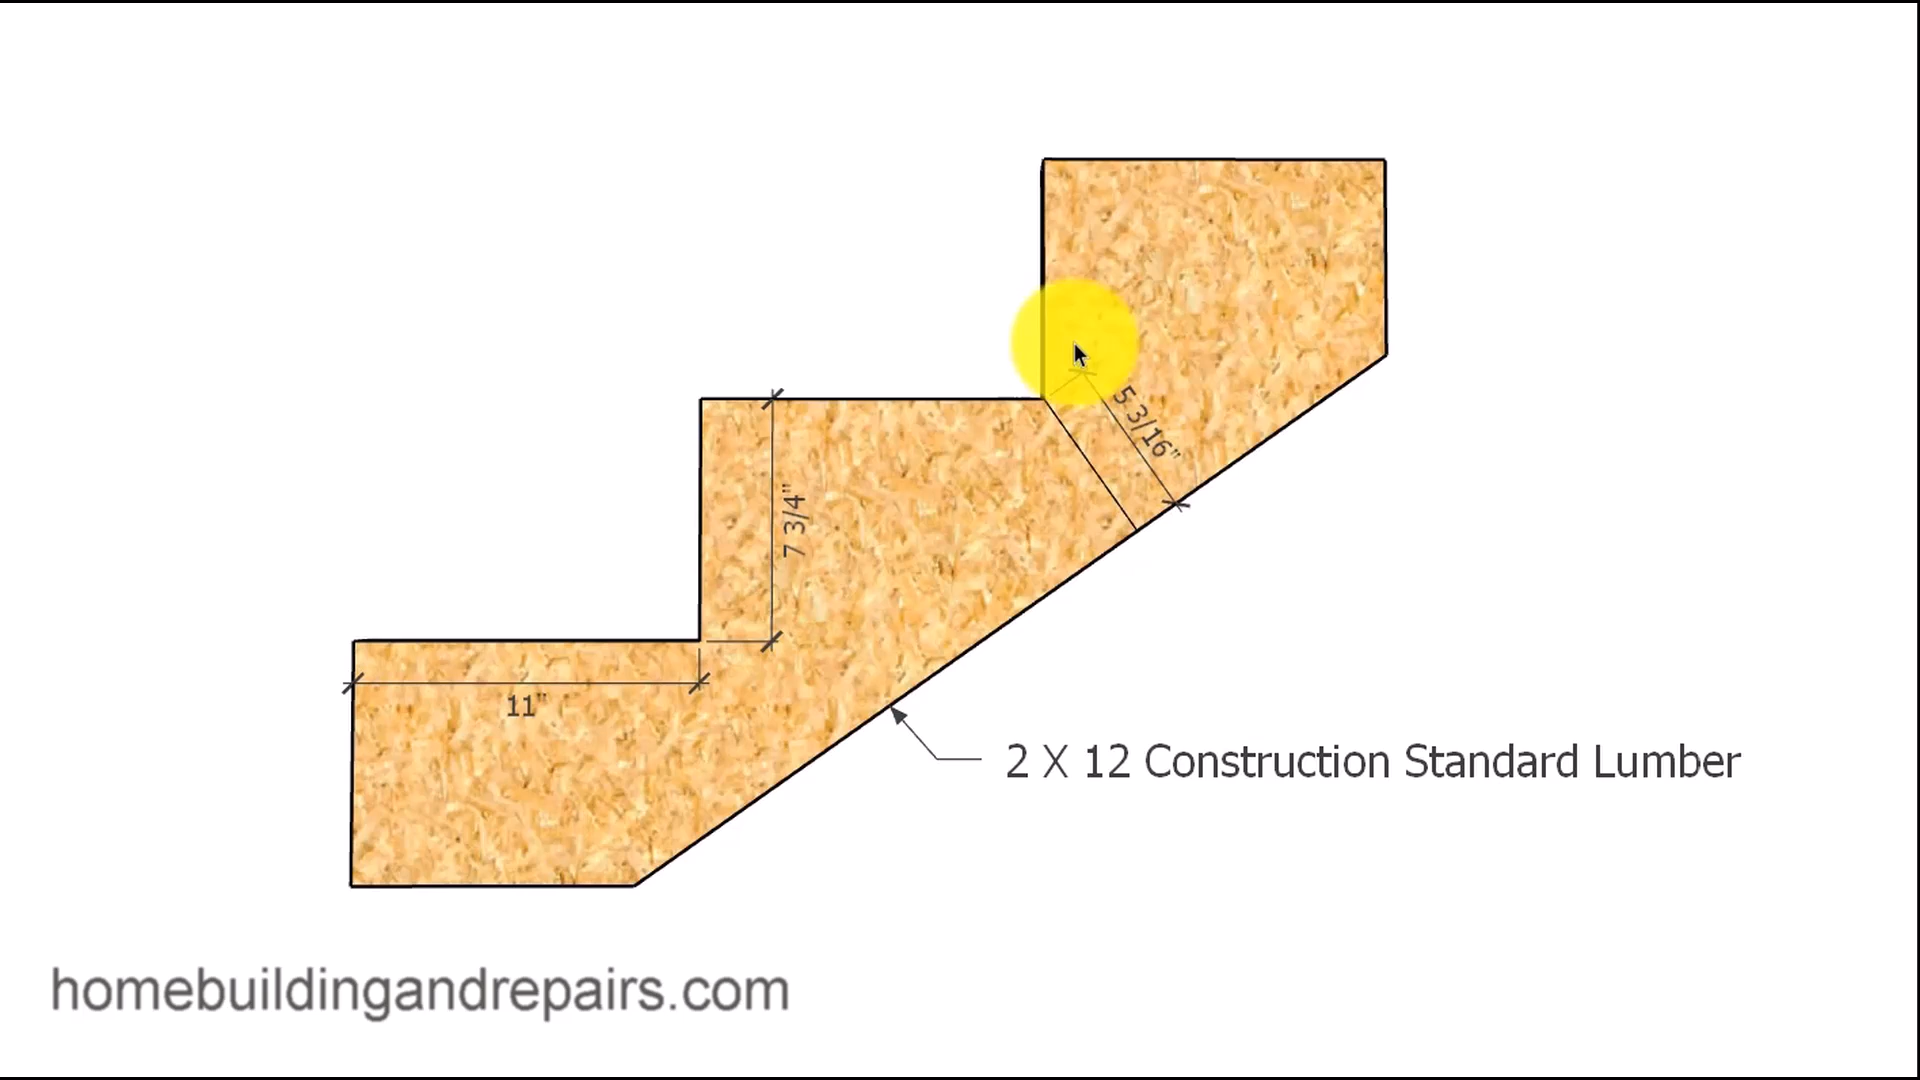 5 3/16"
7 3/4"
11"
2 X 12 Construction Standard Lumber
homebuildingandrepairs.com